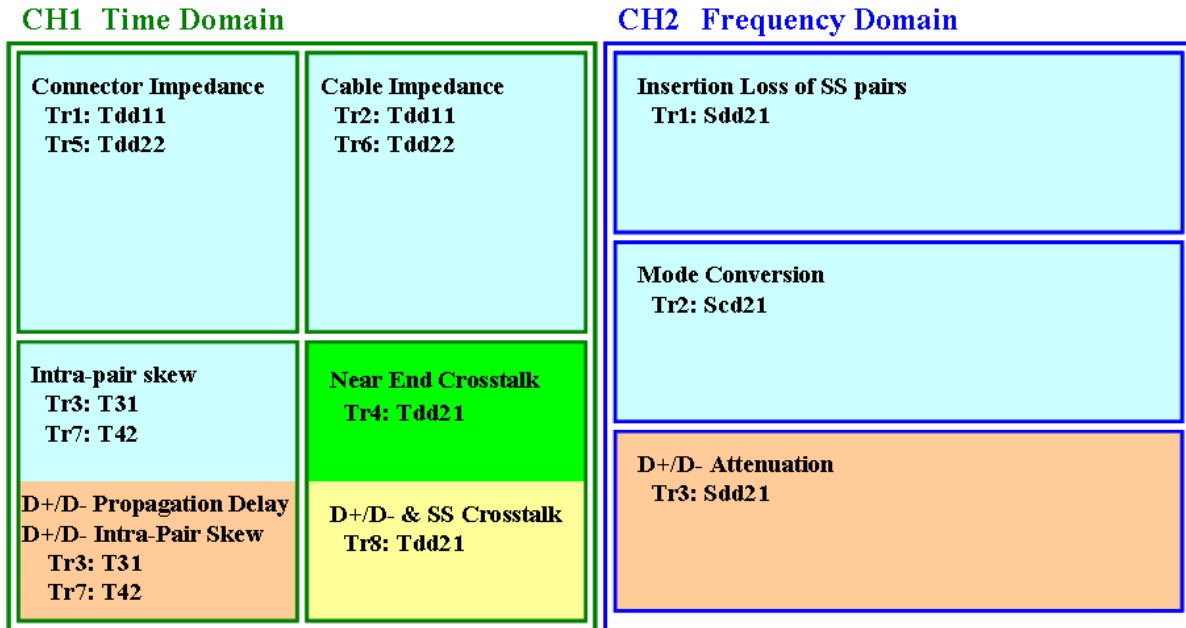 CH1 Time Domain
Connector Impedance
Tr1: Tdd11
Tr5: Tdd22
Cable Impedance
Tr2: Tdd11
Tr6: Tdd22
Intra-pair skew
Tr3: T31
Tr7: T42
Near End Crosstalk
Tr4: Tdd21
D+/D- Propagation Delay
D+/D- Intra-Pair Skew
Tr3: T31
Tr7: T42
D+/D- & SS Crosstalk
Tr8: Tdd21
CH2 Frequency Domain
Insertion Loss of SS pairs
Tr1: Sdd21
Mode Conversion
Tr2: Scd21
D+/D- Attenuation
Tr3: Sdd21